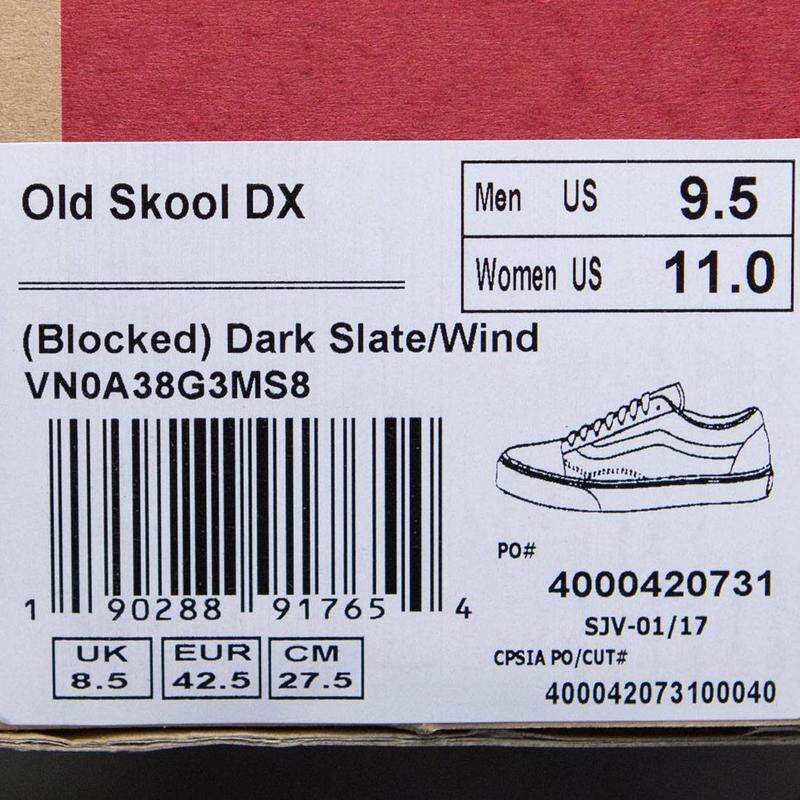 Old Skool DX
Men US 9.5
Women US 11.0
(Blocked) Dark Slate/Wind
VN0A38G3MS8
1 90288 91765 4
UK 8.5
EUR 42.5
CM 27.5
PO#
4000420731
SJV-01/17
CPSIA PO/CUT#
400042073100040